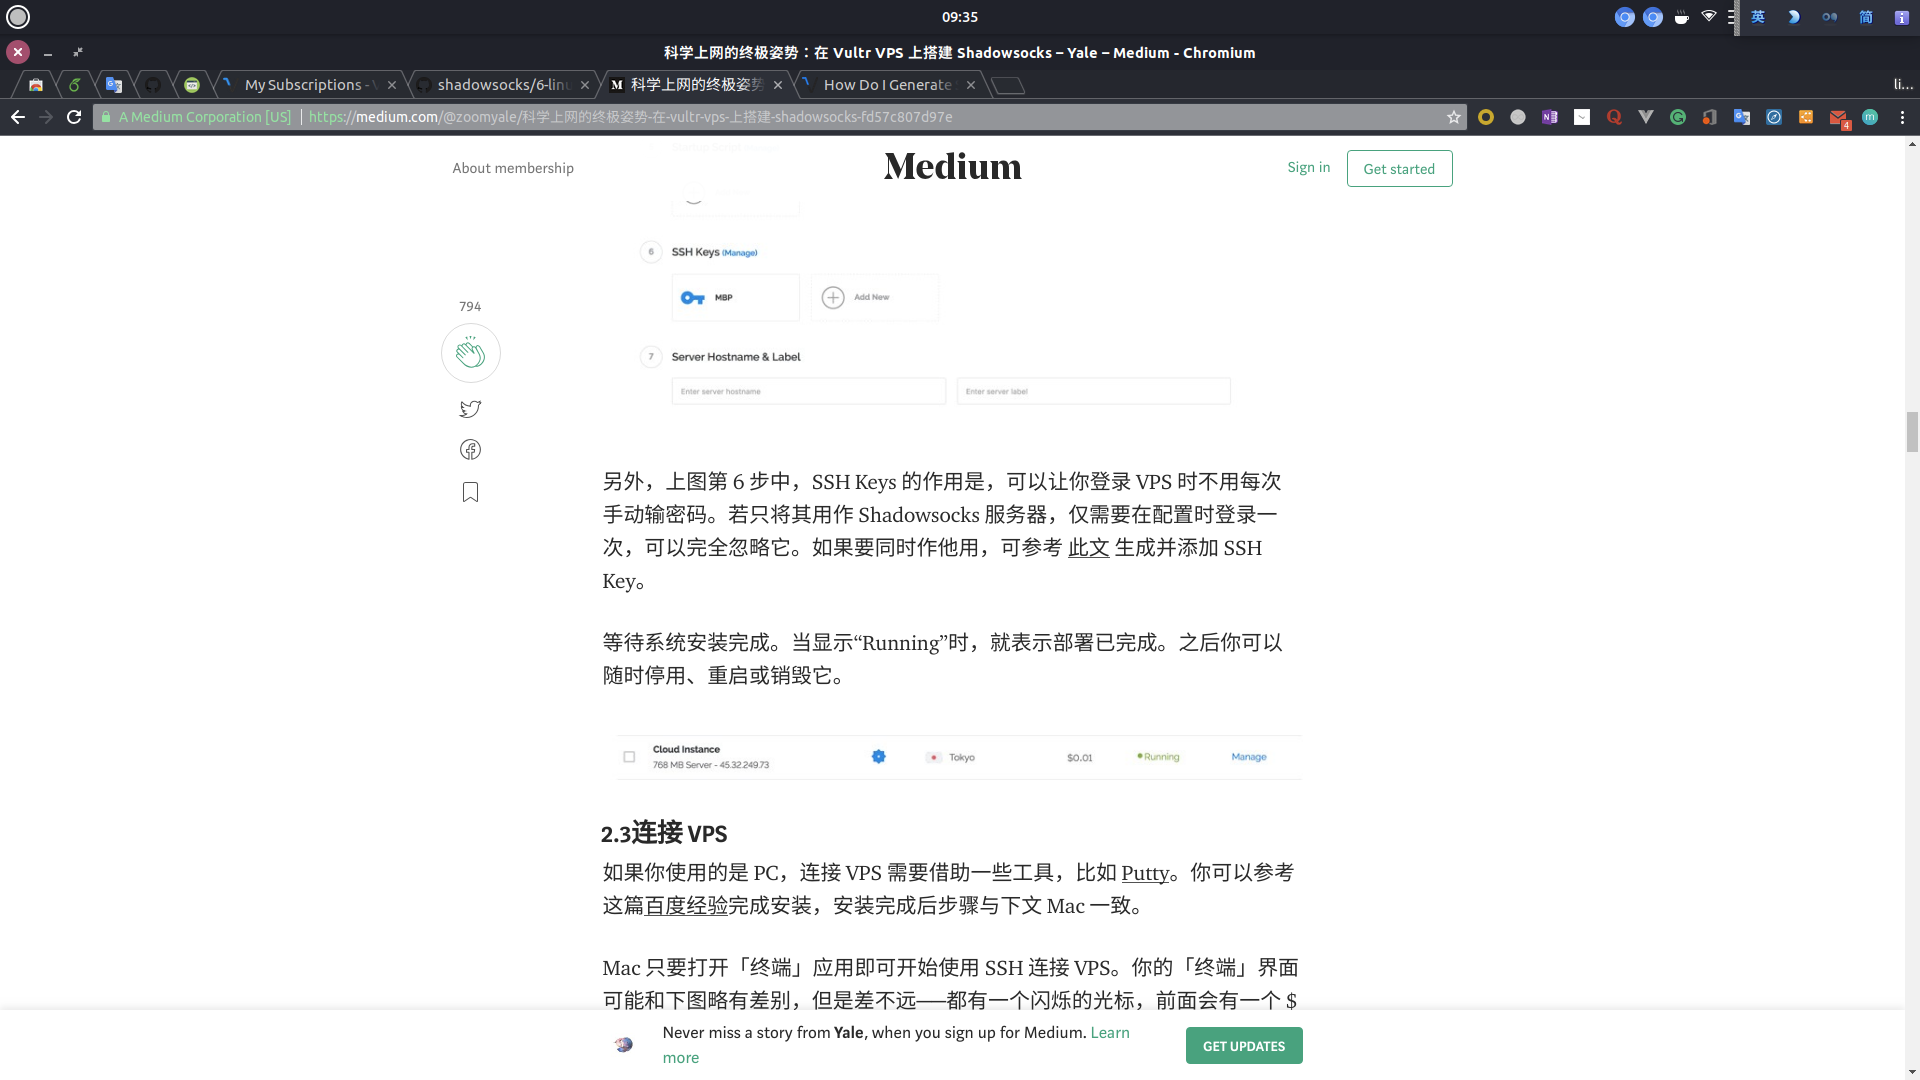 09:35
英
简
科学上网的终极姿势：在 Vultr VPS 上搭建 Shadowsocks – Yale – Medium - Chromium
My Subscriptions -
shadowsocks/6-linu
科学上网的终极姿势
How Do I Generate
li...
A Medium Corporation [US]
https://medium.com/@zoomyale/科学上网的终极姿势-在-vultr-vps-上搭建-shadowsocks-fd57c807d97e
4
About membership
Medium
Sign in
Get started
6
SSH Keys (Manage)
MBP
Add New
794
7
Server Hostname & Label
Enter server hostname
Enter server label
另外，上图第 6 步中，SSH Keys 的作用是，可以让你登录 VPS 时不用每次
手动输密码。若只将其用作 Shadowsocks 服务器，仅需要在配置时登录一
次，可以完全忽略它。如果要同时作他用，可参考 此文 生成并添加 SSH
Key。
等待系统安装完成。当显示“Running”时，就表示部署已完成。之后你可以
随时停用、重启或销毁它。
Cloud Instance
768 MB Server - 45.32.249.73
Tokyo
$0.01
Running
Manage
2.3连接 VPS
如果你使用的是 PC，连接 VPS 需要借助一些工具，比如 Putty。你可以参考
这篇百度经验完成安装，安装完成后步骤与下文 Mac 一致。
Mac 只要打开「终端」应用即可开始使用 SSH 连接 VPS。你的「终端」界面
可能和下图略有差别，但是差不远——都有一个闪烁的光标，前面会有一个 $
Never miss a story from Yale, when you sign up for Medium. Learn
more
GET UPDATES